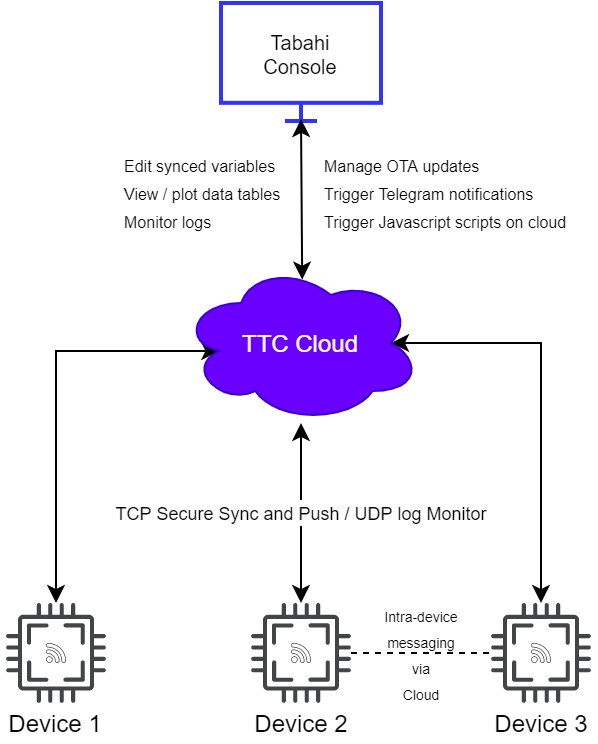 Tabahi
Console
Edit synced variables
View / plot data tables
Monitor logs
Manage OTA updates
Trigger Telegram notifications
Trigger Javascript scripts on cloud
TTC Cloud
TCP Secure Sync and Push / UDP log Monitor
Intra-device
messaging
via
Cloud
Device 1
Device 2
Device 3